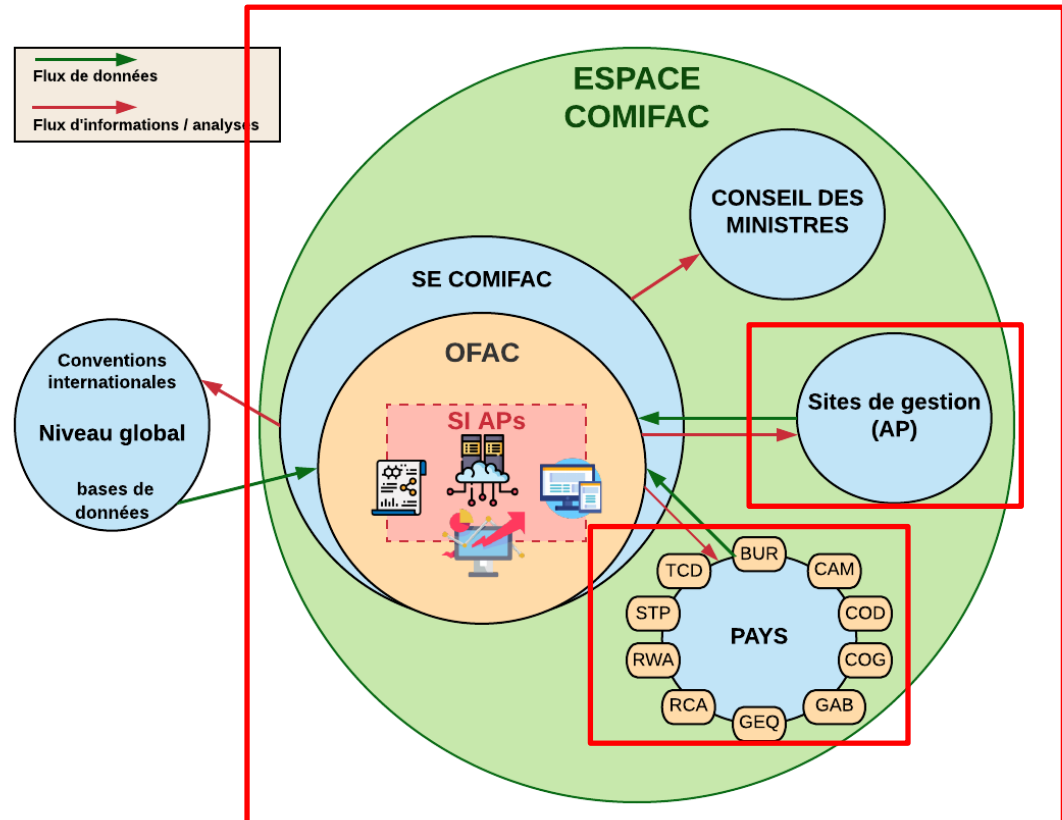 Flux de données
Flux d'informations / analyses
ESPACE
COMIFAC
CONSEIL DES
MINISTRES
SE COMIFAC
OFAC
SI APs
Conventions
internationales
Niveau global
bases de
données
Sites de gestion
(AP)
BUR
TCD
CAM
STP
COD
PAYS
RWA
COG
RCA
GAB
GEQ